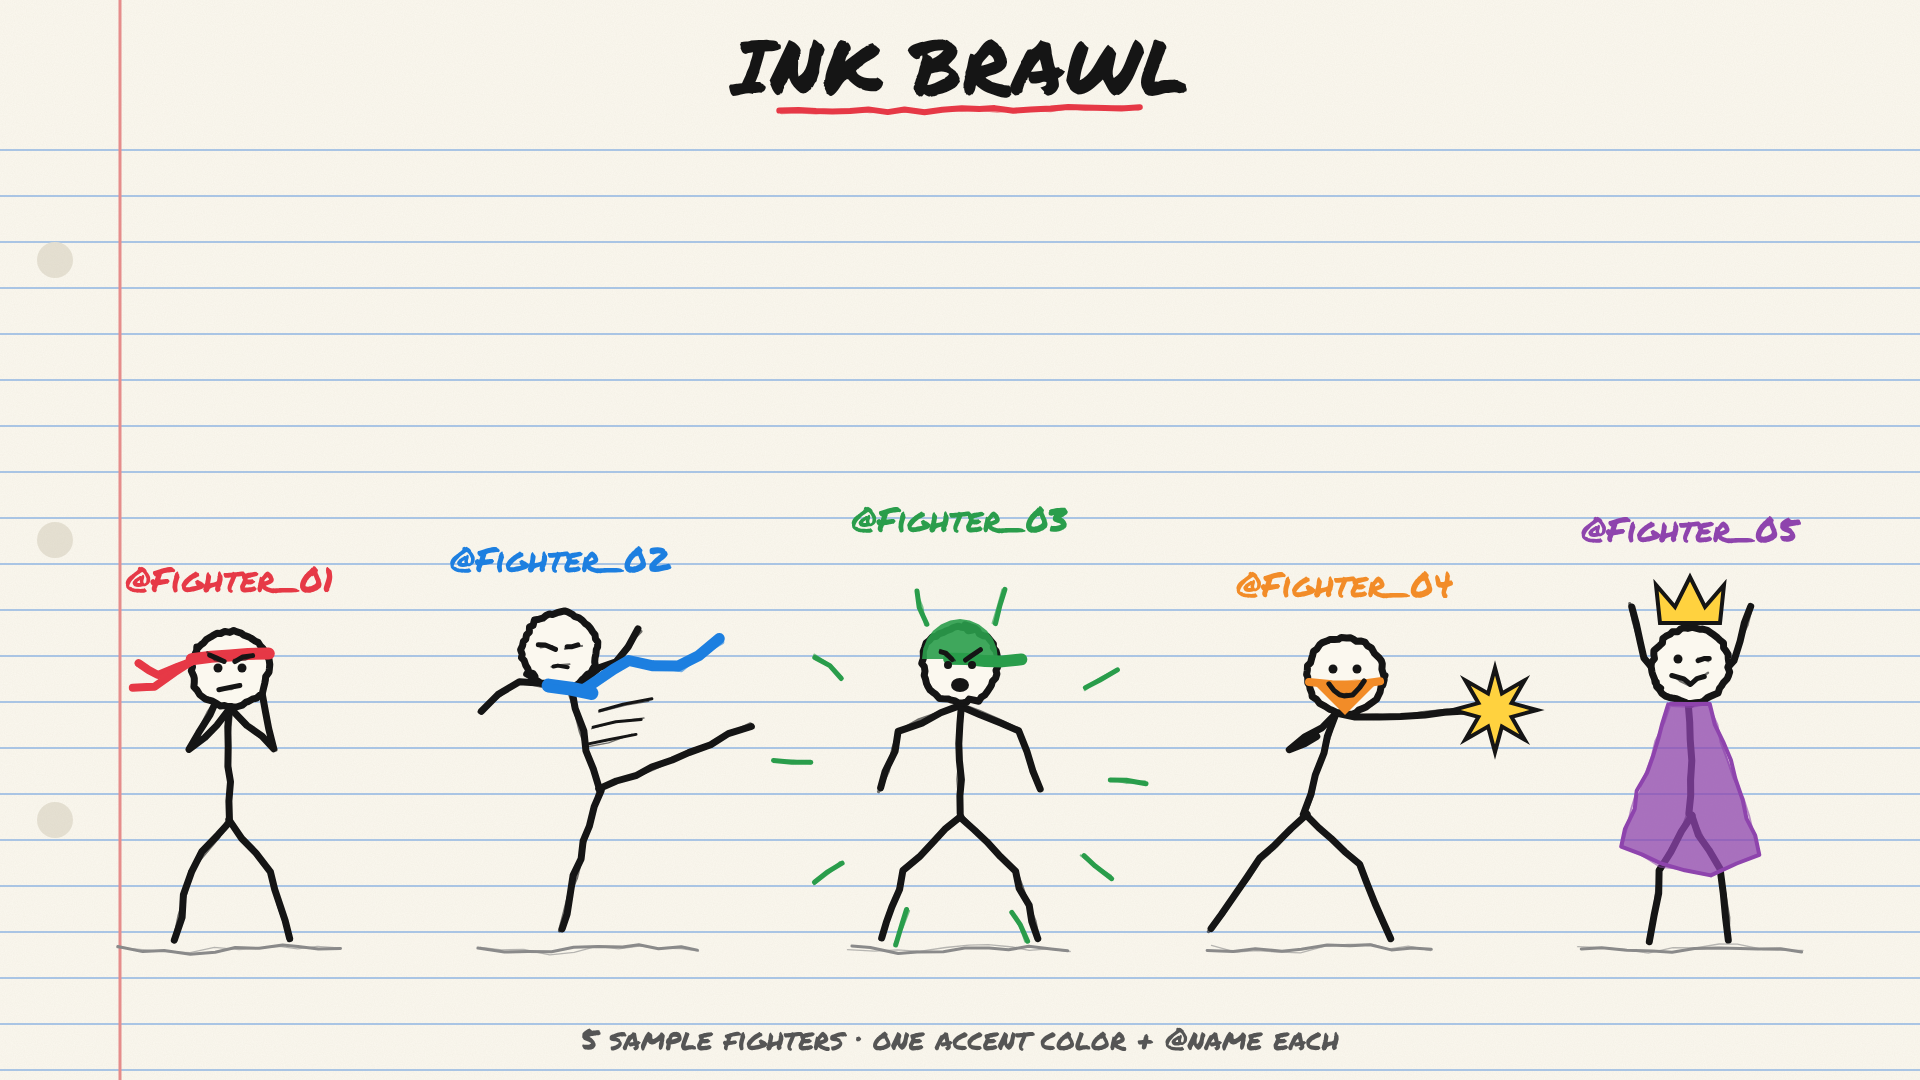 INK BRAWL
@FIGHTER_01
@FIGHTER_02
@FIGHTER_03
@FIGHTER_04
@FIGHTER_05
5 SAMPLE FIGHTERS · ONE ACCENT COLOR + @NAME EACH